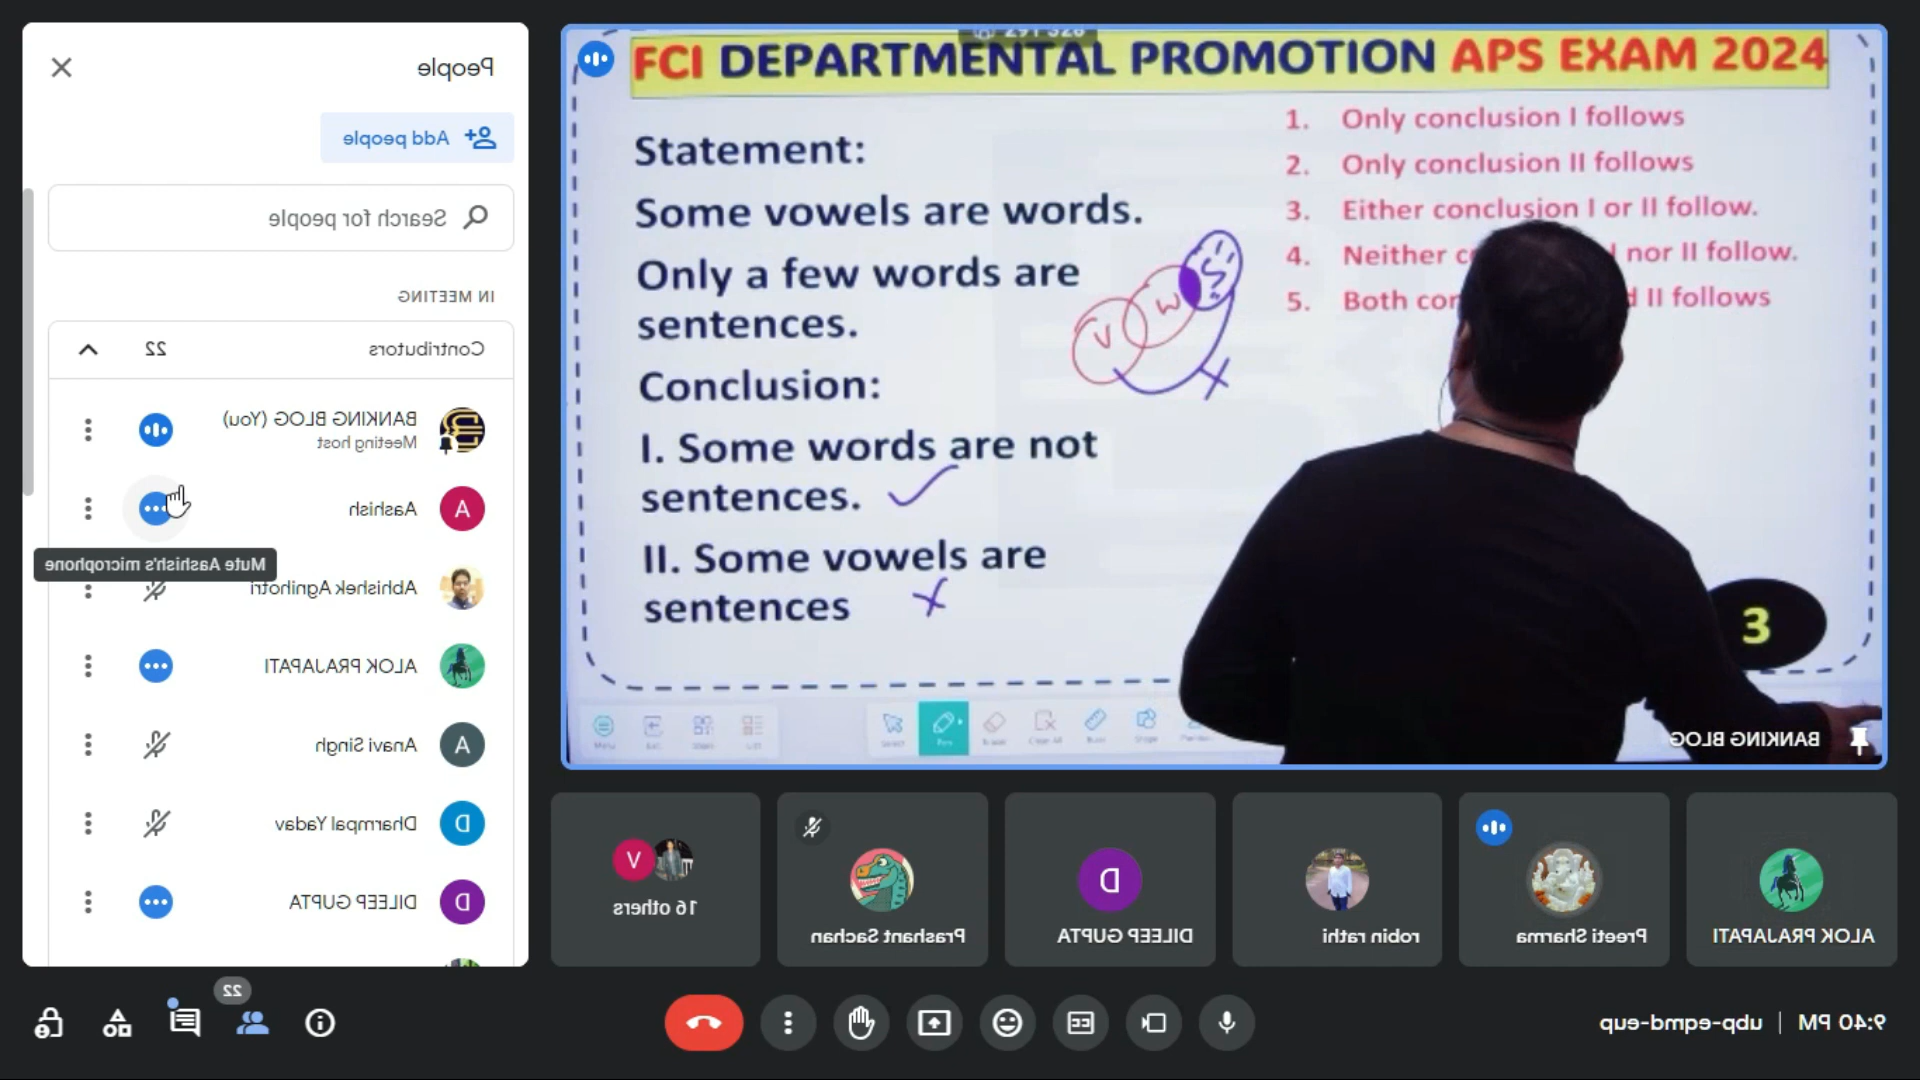 People
Add people
Search for people
IN MEETING
Contributors
22
BANKING BLOG (You)
Meeting host
Aashish
Mute Aashish's microphone
Abhishek Agnihotri
ALOK PRAJAPATI
Anavi Singh
Dharmpal Yadav
DILEEP GUPTA
FCI DEPARTMENTAL PROMOTION APS EXAM 2024
Statement:
Some vowels are words.
Only a few words are
sentences.
Conclusion:
I. Some words are not
sentences.
II. Some vowels are
sentences
V
W
S
1. Only conclusion I follows
2. Only conclusion II follows
3. Either conclusion I or II follow.
4. Neither nor II follow.
5. Both II follows
3
BANKING BLOG
V
16 others
Prashant Sachan
D
DILEEP GUPTA
robin rathi
Preeti Sharma
ALOK PRAJAPATI
A
A
D
D
22
9:40 PM | ubp-eqmd-eup